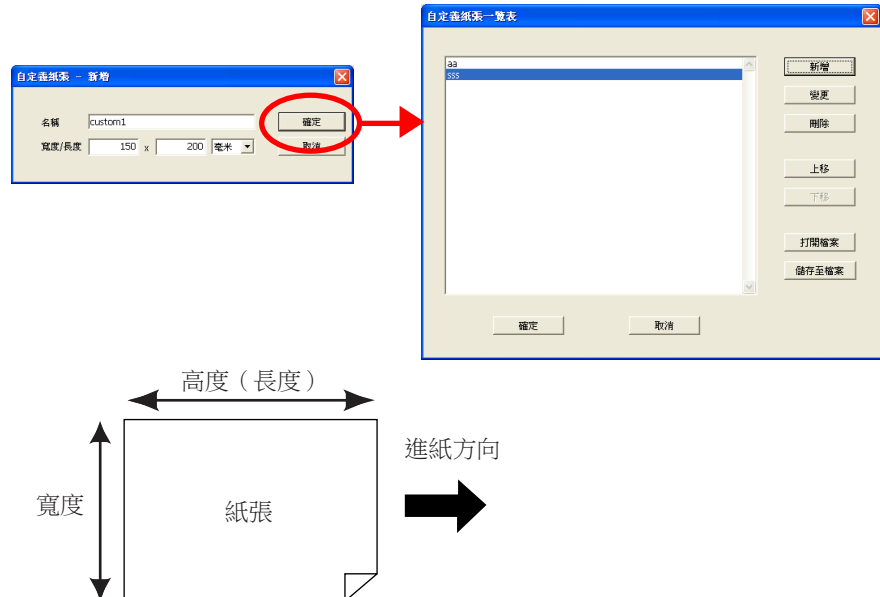 自定義紙張 - 新增
名稱 custom1 確定
寬度/長度 150 x 200 毫米 取消
自定義紙張一覽表
aa
sss
新增
變更
刪除
上移
下移
打開檔案
儲存至檔案
確定 取消
高度（長度）
寬度
紙張
進紙方向